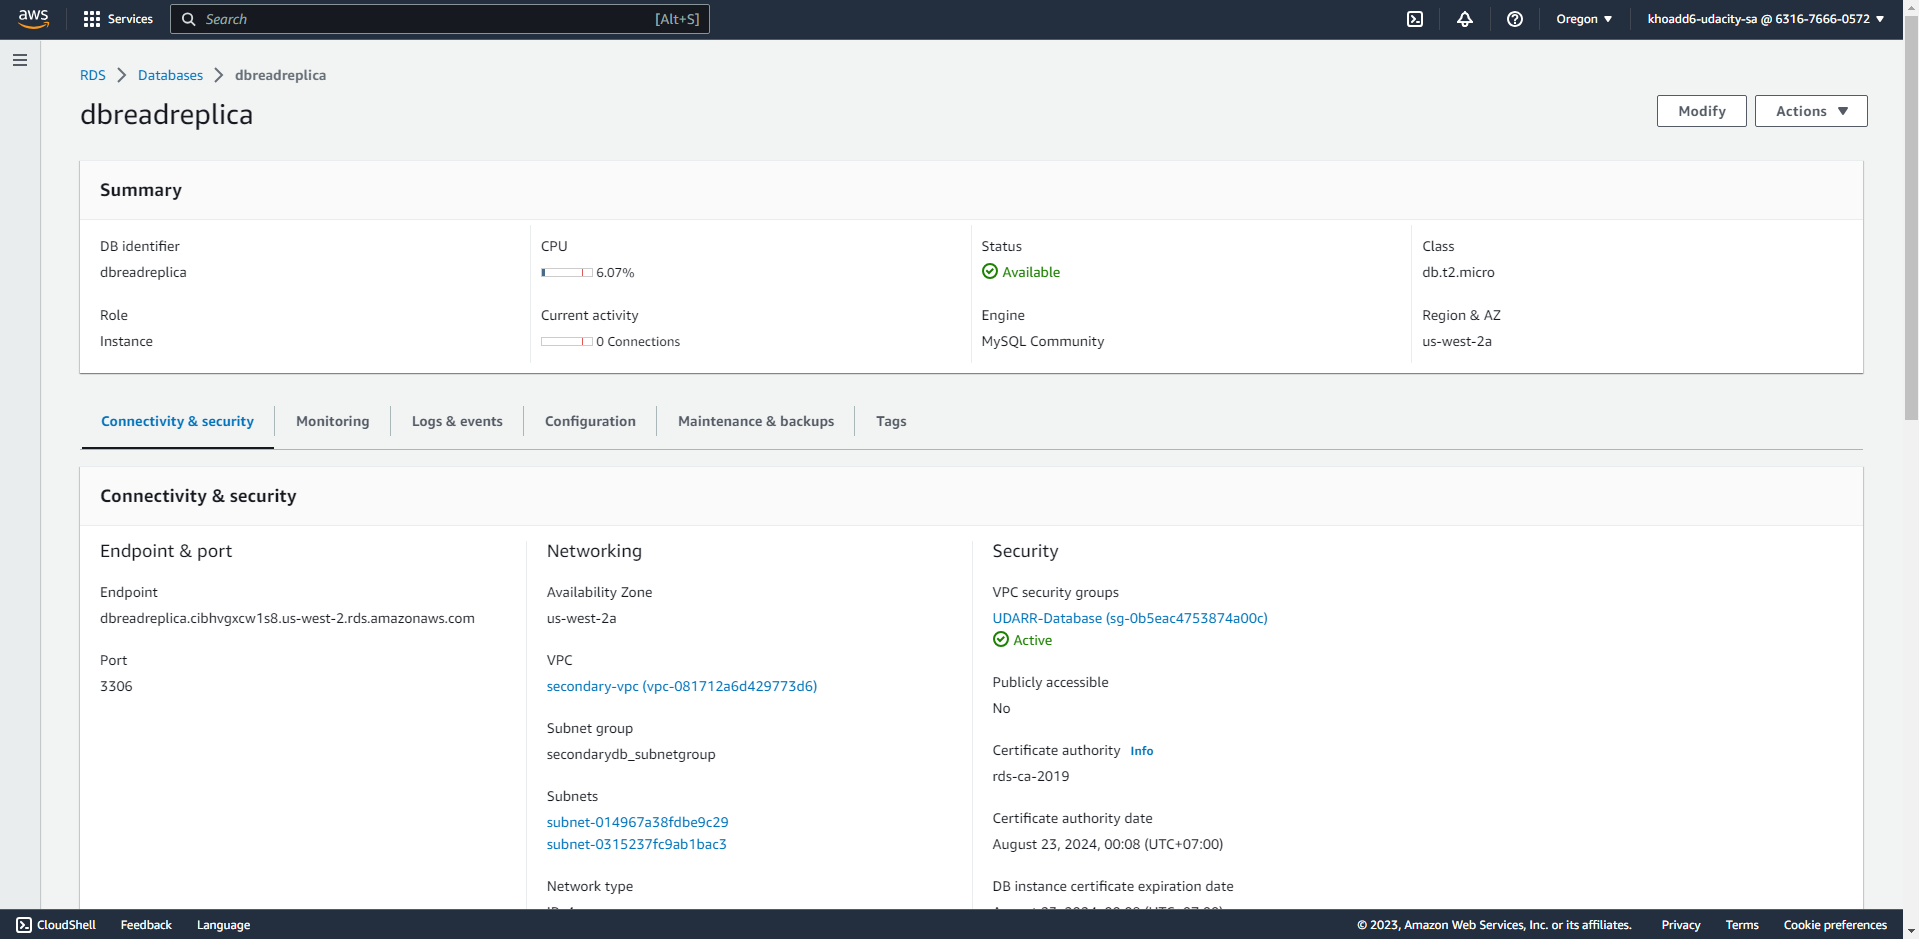 aws Services Search [Alt+S] Oregon ▼ khoadd6-udacity-sa @ 6316-7666-0572 ▼
RDS > Databases > dbreadreplica
dbreadreplica
Modify
Actions ▼
Summary
DB identifier
dbreadreplica
CPU
6.07%
Status
Available
Class
db.t2.micro
Role
Instance
Current activity
0 Connections
Engine
MySQL Community
Region & AZ
us-west-2a
Connectivity & security
Monitoring
Logs & events
Configuration
Maintenance & backups
Tags
Connectivity & security
Endpoint & port
Endpoint
dbreadreplica.cibhvgxcw1s8.us-west-2.rds.amazonaws.com
Port
3306
Networking
Availability Zone
us-west-2a
VPC
secondary-vpc (vpc-081712a6d429773d6)
Subnet group
secondarydb_subnetgroup
Subnets
subnet-014967a38fdbe9c29
subnet-0315237fc9ab1bac3
Network type
Security
VPC security groups
UDARR-Database (sg-0b5eac4753874a00c)
Active
Publicly accessible
No
Certificate authority Info
rds-ca-2019
Certificate authority date
August 23, 2024, 00:08 (UTC+07:00)
DB instance certificate expiration date
CloudShell Feedback Language © 2023, Amazon Web Services, Inc. or its affiliates. Privacy Terms Cookie preferences